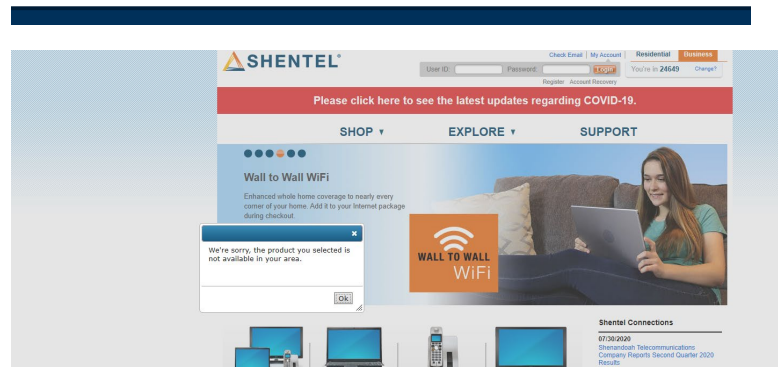 SHENTEL®
Check Email | My Account
Residential
Business
User ID:
Password:
Login
You're in 24649
Change?
Register Account Recovery
Please click here to see the latest updates regarding COVID-19.
SHOP ▼
EXPLORE ▼
SUPPORT
Wall to Wall WiFi
Enhanced whole home coverage to nearly every
corner of your home. Add it to your Internet package
during checkout.
We're sorry, the product you selected is
not available in your area.
Ok
WALL TO WALL
WiFi
Shentel Connections
07/30/2020
Shenandoah Telecommunications
Company Reports Second Quarter 2020
Results